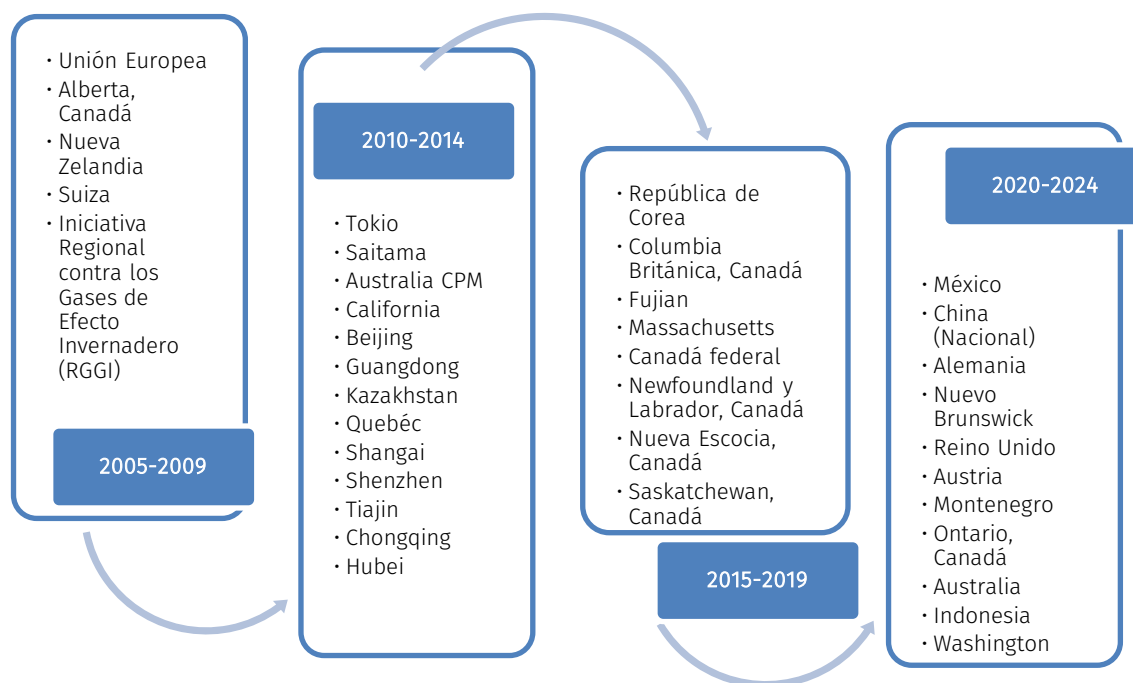 · Unión Europea
· Alberta,
Canadá
· Nueva
Zelandia
· Suiza
· Iniciativa
Regional
contra los
Gases de
Efecto
Invernadero
(RGGI)
2005-2009
2010-2014
· Tokio
· Saitama
· Australia CPM
· California
· Beijing
· Guangdong
· Kazakhstan
· Quebéc
· Shangai
· Shenzhen
· Tiajin
· Chongqing
· Hubei
· República de
Corea
· Columbia
Británica, Canadá
· Fujian
· Massachusetts
· Canadá federal
· Newfoundland y
Labrador, Canadá
· Nueva Escocia,
Canadá
· Saskatchewan,
Canadá
2015-2019
2020-2024
· México
· China
(Nacional)
· Alemania
· Nuevo
Brunswick
· Reino Unido
· Austria
· Montenegro
· Ontario,
Canadá
· Australia
· Indonesia
· Washington